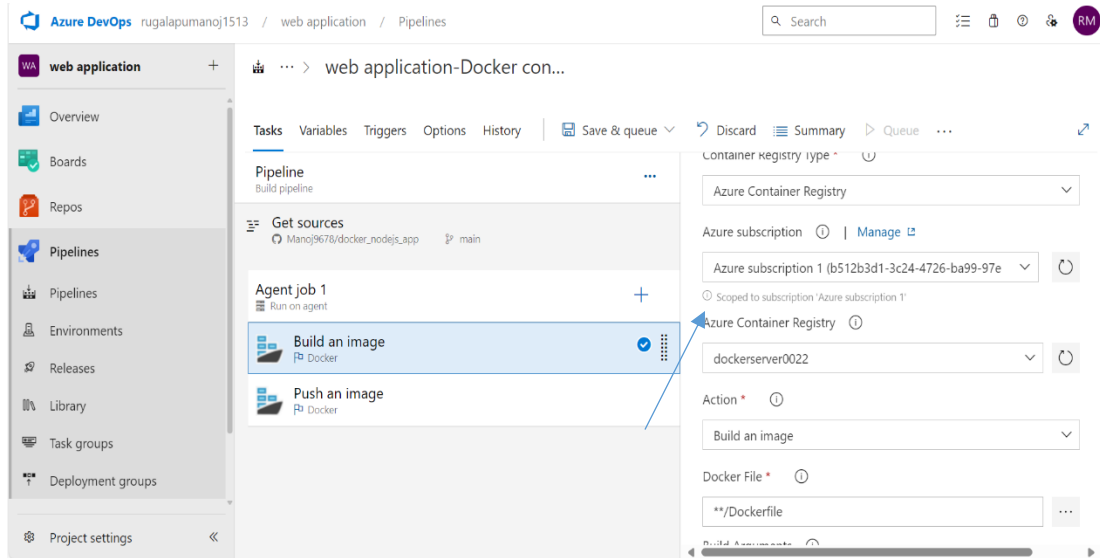 Azure DevOps rugalapumanoj1513 / web application / Pipelines
Search
RM
WA web application +
Overview
Boards
Repos
Pipelines
Pipelines
Environments
Releases
Library
Task groups
Deployment groups
Project settings
··· > web application-Docker con...
Tasks Variables Triggers Options History Save & queue Discard Summary Queue ...
Pipeline
Build pipeline
Get sources
Manoj9678/docker_nodejs_app main
Agent job 1
Run on agent
Build an image
Docker
Push an image
Docker
Container Registry Type *
Azure Container Registry
Azure subscription | Manage
Azure subscription 1 (b512b3d1-3c24-4726-ba99-97e
Scoped to subscription 'Azure subscription 1'
Azure Container Registry
dockerserver0022
Action *
Build an image
Docker File *
**/Dockerfile
Build Arguments